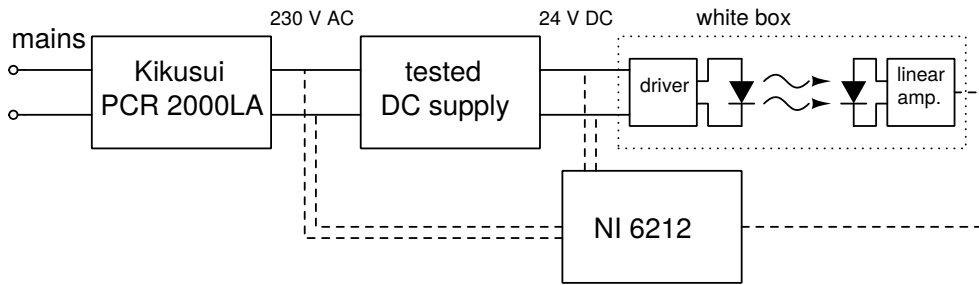 230 V AC
24 V DC
white box
mains
Kikusui
PCR 2000LA
tested
DC supply
driver
linear
amp.
NI 6212